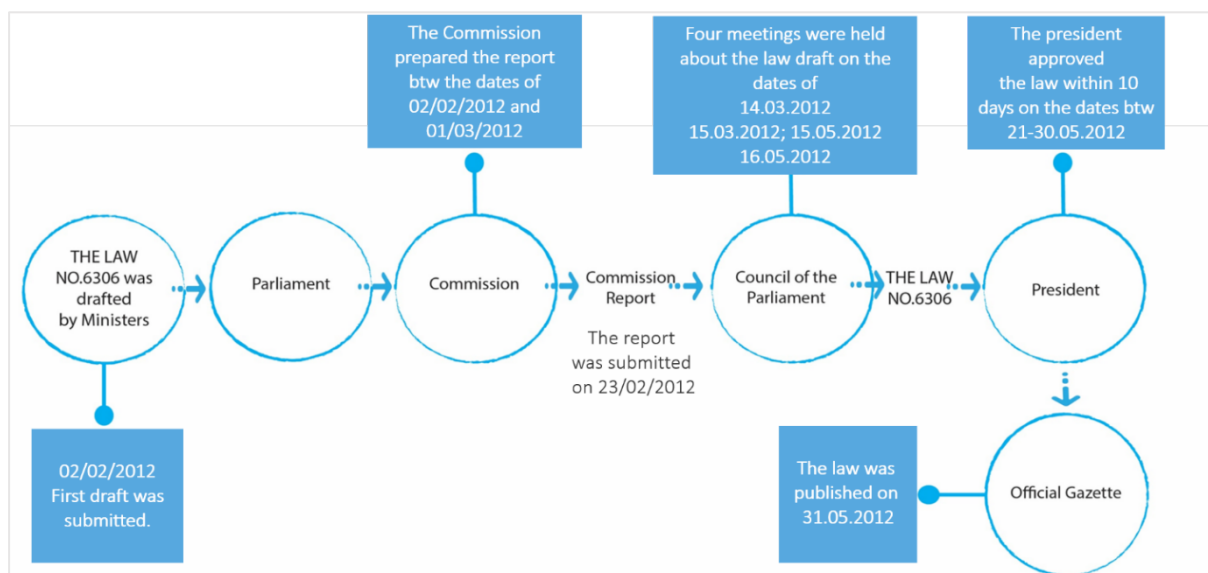 The Commission
prepared the report
btw the dates of
02/02/2012 and
01/03/2012
Four meetings were held
about the law draft on the
dates of
14.03.2012
15.03.2012; 15.05.2012
16.05.2012
The president
approved
the law within 10
days on the dates btw
21-30.05.2012
THE LAW
NO.6306 was
drafted
by Ministers
Parliament
Commission
Commission
Report
The report
was submitted
on 23/02/2012
Council of the
Parliament
THE LAW
NO.6306
President
02/02/2012
First draft was
submitted.
The law was
published on
31.05.2012
Official Gazette